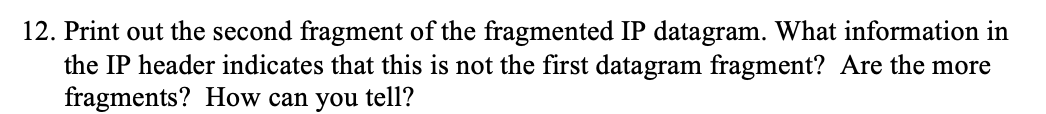 12. Print out the second fragment of the fragmented IP datagram. What information in
the IP header indicates that this is not the first datagram fragment?  Are the more
fragments?  How can you tell?